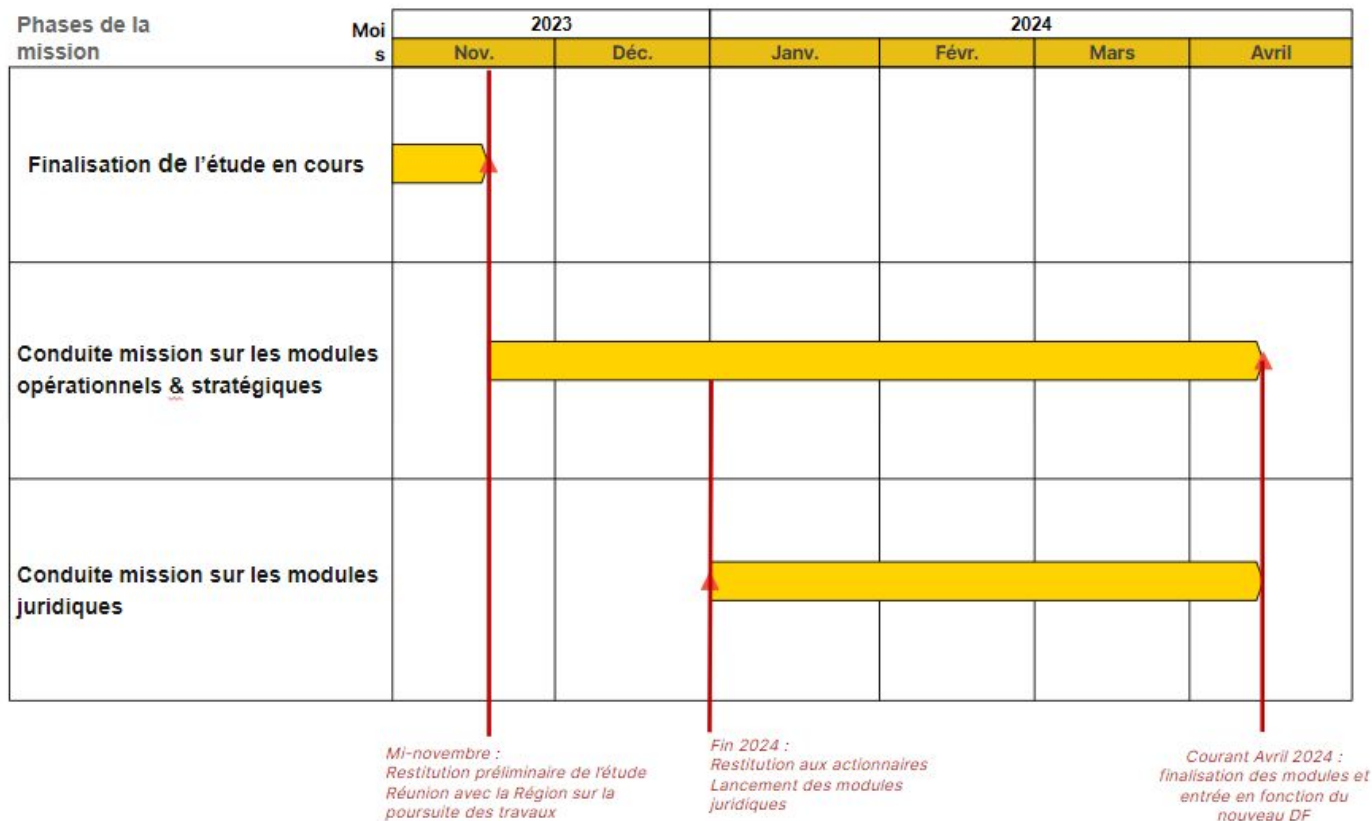 Phases de la
mission
Moi
s
2023
2024
Nov.
Déc.
Janv.
Févr.
Mars
Avril
Finalisation de l'étude en cours
Conduite mission sur les modules
opérationnels & stratégiques
Conduite mission sur les modules
juridiques
Mi-novembre :
Restitution préliminaire de l'étude
Réunion avec la Région sur la
poursuite des travaux
Fin 2024 :
Restitution aux actionnaires
Lancement des modules
juridiques
Courant Avril 2024 :
finalisation des modules et
entrée en fonction du
nouveau DF